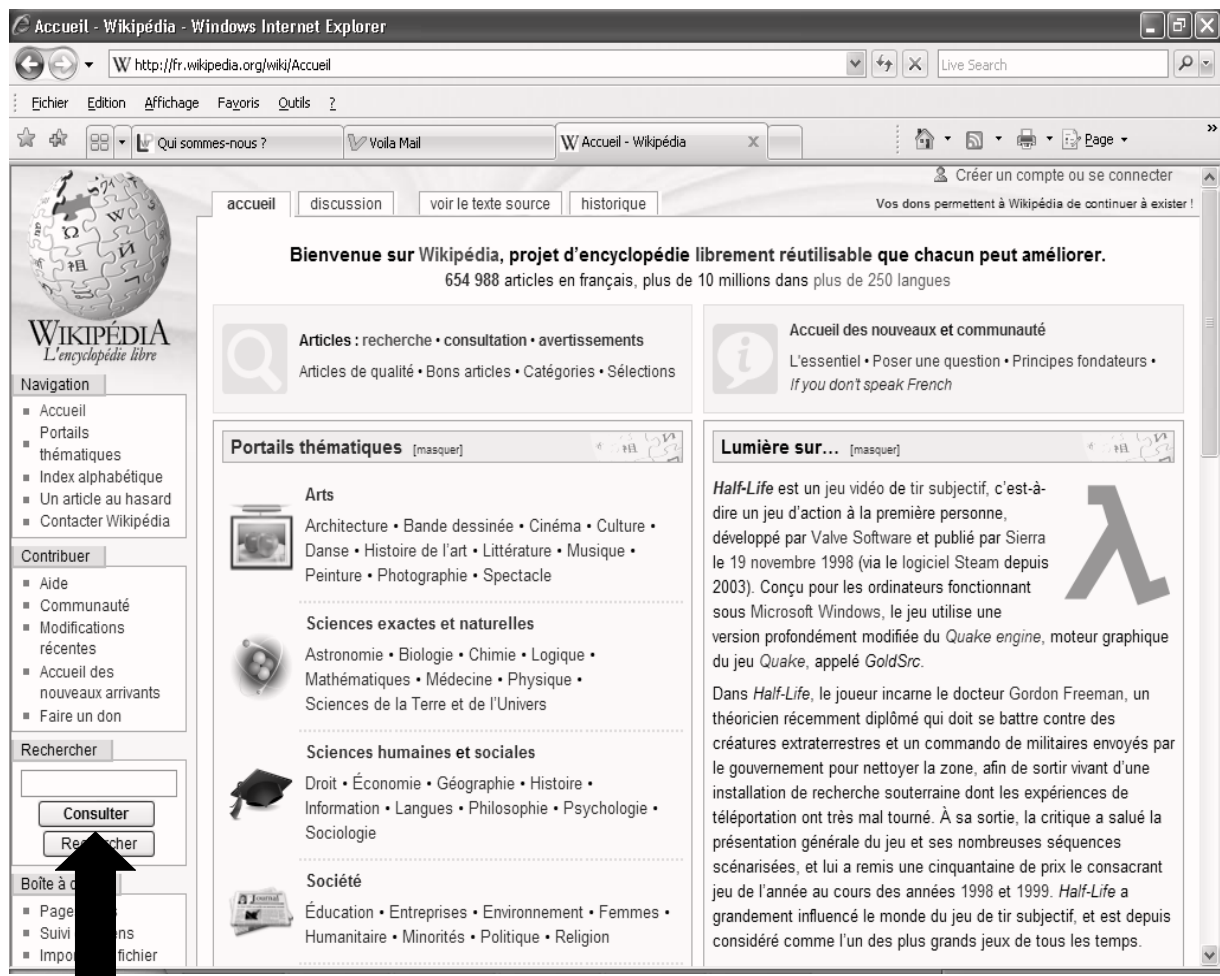 Accueil - Wikipédia - Windows Internet Explorer
http://fr.wikipedia.org/wiki/Accueil
Live Search
Fichier Edition Affichage Favoris Outils ?
Qui sommes-nous ? Voila Mail Accueil - Wikipédia Page
Créer un compte ou se connecter
accueil discussion voir le texte source historique
Vos dons permettent à Wikipédia de continuer à exister !
WIKIPÉDIA
L'encyclopédie libre
Navigation
Accueil
Portails
thématiques
Index alphabétique
Un article au hasard
Contacter Wikipédia
Contribuer
Aide
Communauté
Modifications
récentes
Accueil des
nouveaux arrivants
Faire un don
Rechercher
Consulter
Boîte à
Suivi
fichier
Bienvenue sur Wikipédia, projet d'encyclopédie librement réutilisable que chacun peut améliorer.
654 988 articles en français, plus de 10 millions dans plus de 250 langues
Articles : recherche • consultation • avertissements
Articles de qualité • Bons articles • Catégories • Sélections
Accueil des nouveaux et communauté
L'essentiel • Poser une question • Principes fondateurs •
If you don't speak French
Portails thématiques [masquer]
Arts
Architecture • Bande dessinée • Cinéma • Culture •
Danse • Histoire de l'art • Littérature • Musique •
Peinture • Photographie • Spectacle
Sciences exactes et naturelles
Astronomie • Biologie • Chimie • Logique •
Mathématiques • Médecine • Physique •
Sciences de la Terre et de l'Univers
Sciences humaines et sociales
Droit • Économie • Géographie • Histoire •
Information • Langues • Philosophie • Psychologie •
Sociologie
Société
Éducation • Entreprises • Environnement • Femmes •
Humanitaire • Minorités • Politique • Religion
Lumière sur… [masquer]
Half-Life est un jeu vidéo de tir subjectif, c'est-à-
dire un jeu d'action à la première personne,
développé par Valve Software et publié par Sierra
le 19 novembre 1998 (via le logiciel Steam depuis
2003). Conçu pour les ordinateurs fonctionnant
sous Microsoft Windows, le jeu utilise une
version profondément modifiée du Quake engine, moteur graphique
du jeu Quake, appelé GoldSrc.
Dans Half-Life, le joueur incarne le docteur Gordon Freeman, un
théoricien récemment diplômé qui doit se battre contre des
créatures extraterrestres et un commando de militaires envoyés par
le gouvernement pour nettoyer la zone, afin de sortir vivant d'une
installation de recherche souterraine dont les expériences de
téléportation ont très mal tourné. À sa sortie, la critique a salué la
présentation générale du jeu et ses nombreuses séquences
scénarisées, et lui a remis une cinquantaine de prix le consacrant
jeu de l'année au cours des années 1998 et 1999. Half-Life a
grandement influencé le monde du jeu de tir subjectif, et est depuis
considéré comme l'un des plus grands jeux de tous les temps.